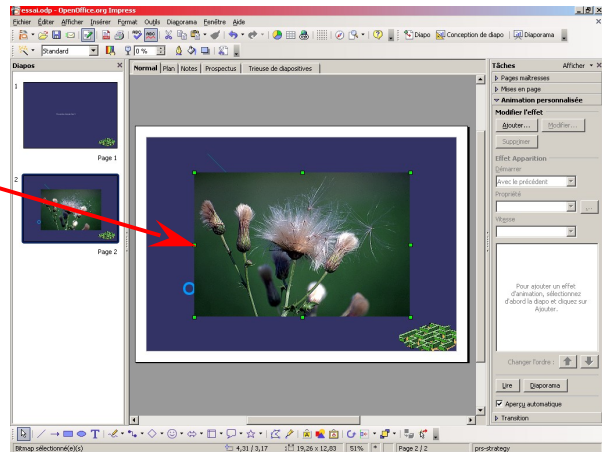 essai.odp - OpenOffice.org Impress
Fichier Éditer Affichage Insérer Format Outils Diaporama Fenêtre Aide
Diapo Conception de diapo Diaporama
Standard 0 %
Diapos
Normal Plan Notes Prospectus Trieuse de diapositives
Tâches Afficher
Pages maîtresses
Mises en page
Animation personnalisée
Modifier l'effet
Ajouter... Modifier...
Supprimer
Effet Apparition
Démarrer
Avec le précédent
Propriété
...
Vitesse
1
Page 1
2
Page 2
Pour ajouter un effet
d'animation, sélectionnez
d'abord la diapo et cliquez sur
Ajouter.
Changer l'ordre :
Lire Diaporama
Aperçu automatique
Transition
Bitmap sélectionné(e)(s) 4,31 / 3,17 19,26 x 12,83 51% * Page 2 / 2 prs-strategy